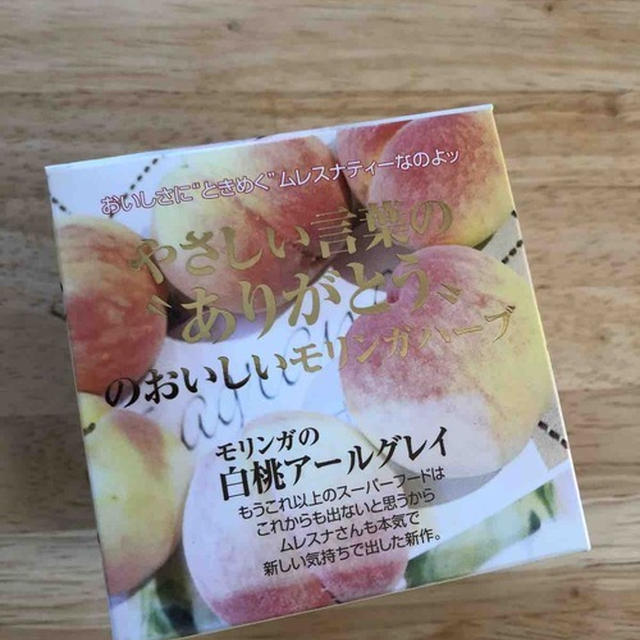 おいしさに"ときめく"ムレスナティーなのよッ
やさしい言葉の
〝ありがとう〟
のおいしいモリンガハーブ
モリンガの
白桃アールグレイ
もうこれ以上のスーパーフードは
これからも出ないと思うから
ムレスナさんも本気で
新しい気持ちで出した新作。